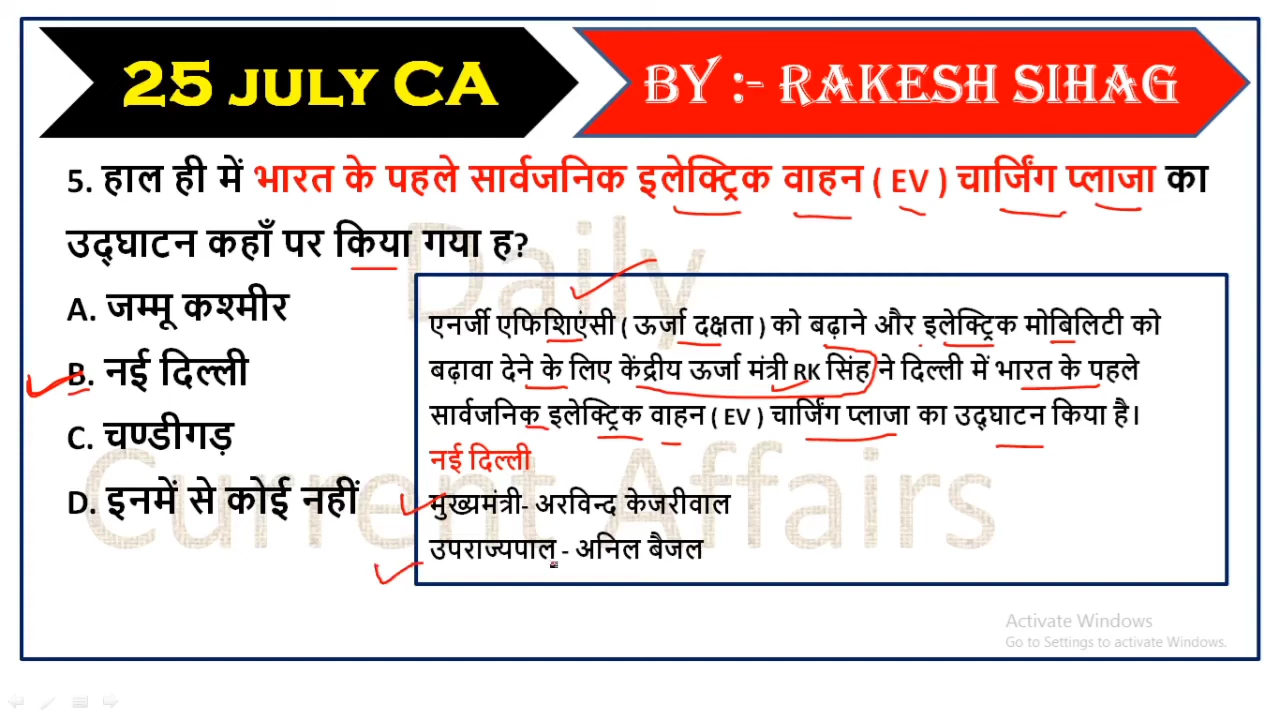 25 JULY CA
BY :- RAKESH SIHAG
5. हाल ही में भारत के पहले सार्वजनिक इलेक्ट्रिक वाहन ( EV ) चार्जिंग प्लाजा का
उद्घाटन कहाँ पर किया गया ह?
A. जम्मू कश्मीर
B. नई दिल्ली
C. चण्डीगड़
D. इनमें से कोई नहीं
एनर्जी एफिशिएंसी ( ऊर्जा दक्षता ) को बढ़ाने और इलेक्ट्रिक मोबिलिटी को
बढ़ावा देने के लिए केंद्रीय ऊर्जा मंत्री RK सिंह ने दिल्ली में भारत के पहले
सार्वजनिक इलेक्ट्रिक वाहन ( EV ) चार्जिंग प्लाजा का उद्घाटन किया है।
नई दिल्ली
मुख्यमंत्री- अरविन्द केजरीवाल
उपराज्यपाल - अनिल बैजल
Daily
Current Affairs
Activate Windows
Go to Settings to activate Windows.